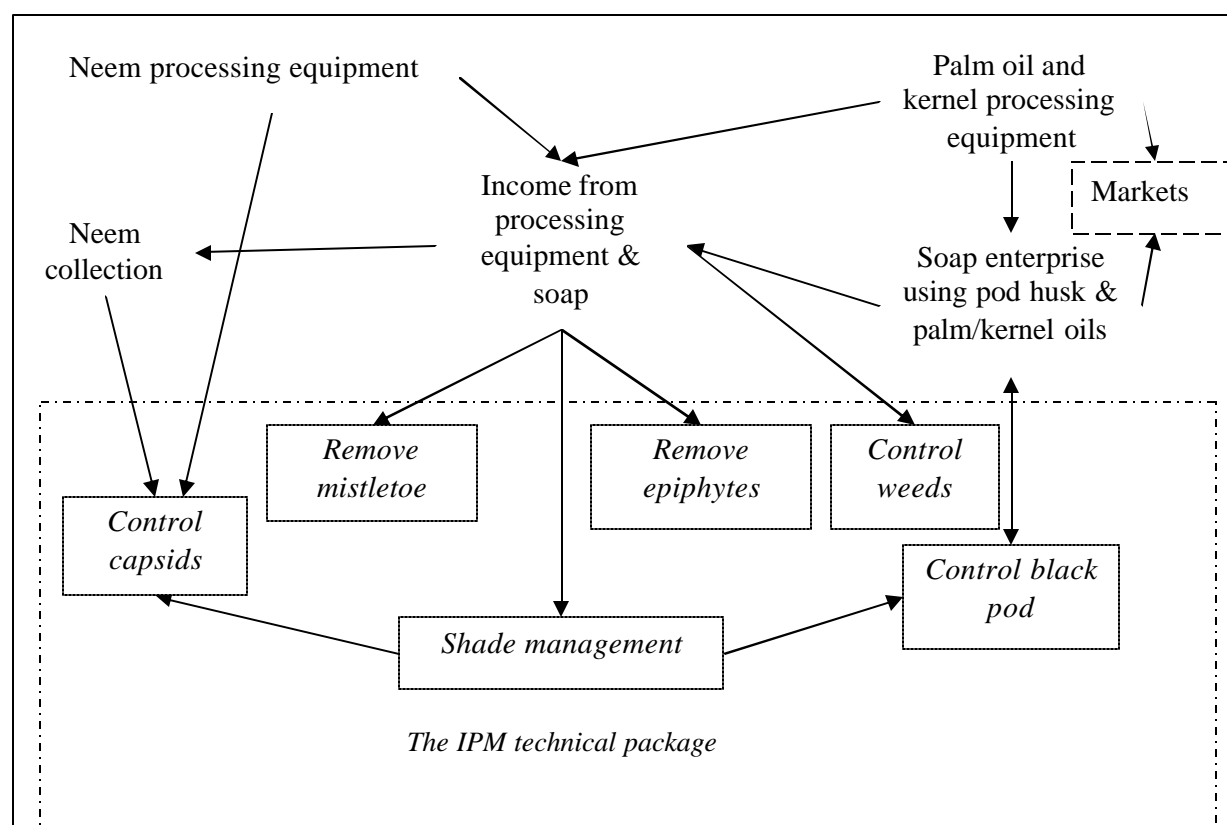 Neem processing equipment
Palm oil and
kernel processing
equipment
Markets
Income from
processing
equipment &
soap
Neem
collection
Soap enterprise
using pod husk &
palm/kernel oils
Remove
mistletoe
Remove
epiphytes
Control
weeds
Control
capsids
Control black
pod
Shade management
The IPM technical package